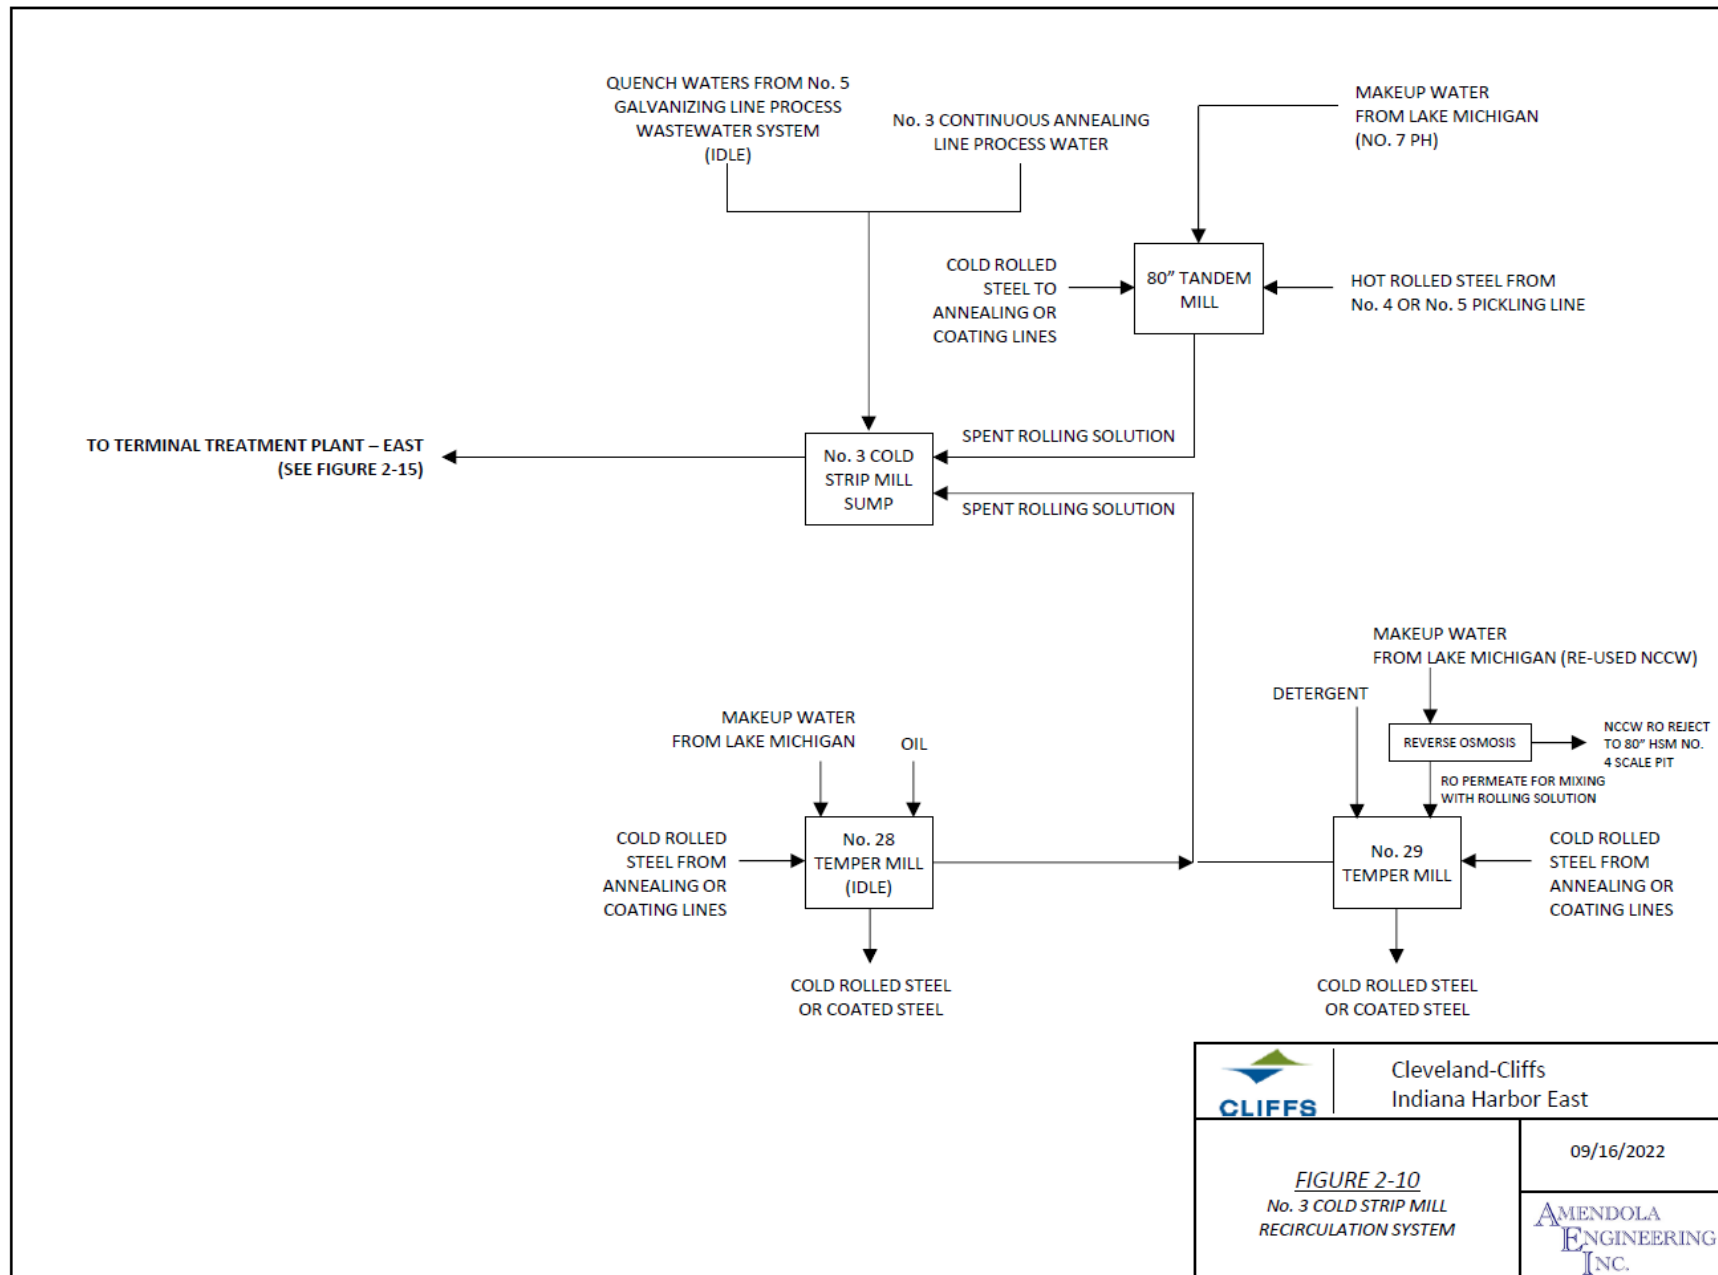 QUENCH WATERS FROM No. 5
GALVANIZING LINE PROCESS
WASTEWATER SYSTEM
(IDLE)
No. 3 CONTINUOUS ANNEALING
LINE PROCESS WATER
MAKEUP WATER
FROM LAKE MICHIGAN
(NO. 7 PH)
COLD ROLLED
STEEL TO
ANNEALING OR
COATING LINES
80" TANDEM
MILL
HOT ROLLED STEEL FROM
No. 4 OR No. 5 PICKLING LINE
TO TERMINAL TREATMENT PLANT – EAST
(SEE FIGURE 2-15)
No. 3 COLD
STRIP MILL
SUMP
SPENT ROLLING SOLUTION
SPENT ROLLING SOLUTION
MAKEUP WATER
FROM LAKE MICHIGAN (RE-USED NCCW)
DETERGENT
REVERSE OSMOSIS
NCCW RO REJECT
TO 80" HSM NO.
4 SCALE PIT
RO PERMEATE FOR MIXING
WITH ROLLING SOLUTION
MAKEUP WATER
FROM LAKE MICHIGAN
OIL
COLD ROLLED
STEEL FROM
ANNEALING OR
COATING LINES
No. 28
TEMPER MILL
(IDLE)
No. 29
TEMPER MILL
COLD ROLLED
STEEL FROM
ANNEALING OR
COATING LINES
COLD ROLLED STEEL
OR COATED STEEL
COLD ROLLED STEEL
OR COATED STEEL
CLIFFS
Cleveland-Cliffs
Indiana Harbor East
FIGURE 2-10
No. 3 COLD STRIP MILL
RECIRCULATION SYSTEM
09/16/2022
AMENDOLA
ENGINEERING
INC.